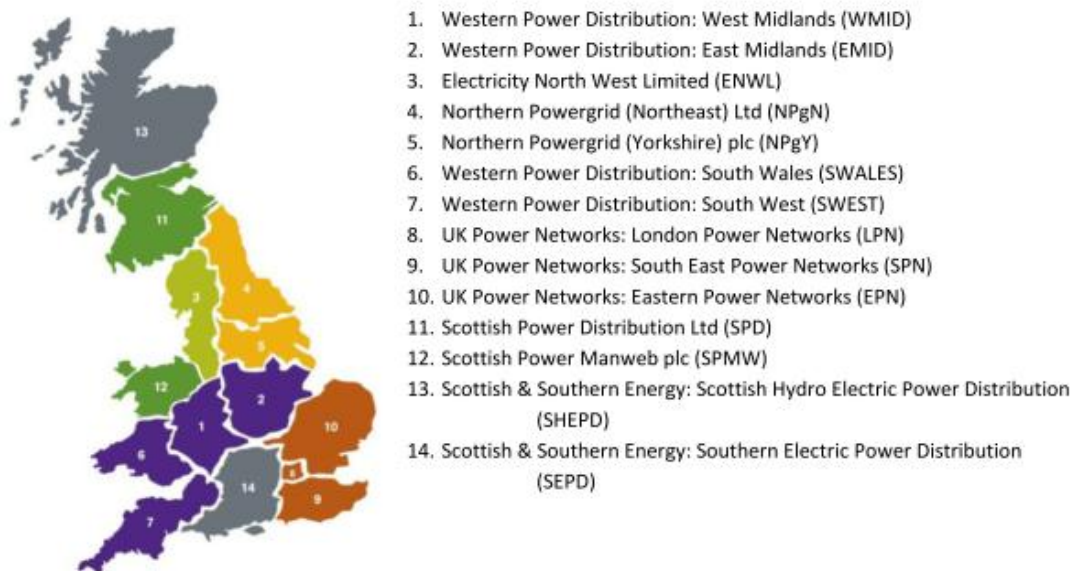 1. Western Power Distribution: West Midlands (WMID)
2. Western Power Distribution: East Midlands (EMID)
3. Electricity North West Limited (ENWL)
4. Northern Powergrid (Northeast) Ltd (NPgN)
5. Northern Powergrid (Yorkshire) plc (NPgY)
6. Western Power Distribution: South Wales (SWALES)
7. Western Power Distribution: South West (SWEST)
8. UK Power Networks: London Power Networks (LPN)
9. UK Power Networks: South East Power Networks (SPN)
10. UK Power Networks: Eastern Power Networks (EPN)
11. Scottish Power Distribution Ltd (SPD)
12. Scottish Power Manweb plc (SPMW)
13. Scottish & Southern Energy: Scottish Hydro Electric Power Distribution
(SHEPD)
14. Scottish & Southern Energy: Southern Electric Power Distribution
(SEPD)
13
11
3
4
5
12
2
1
10
6
8
14
9
7